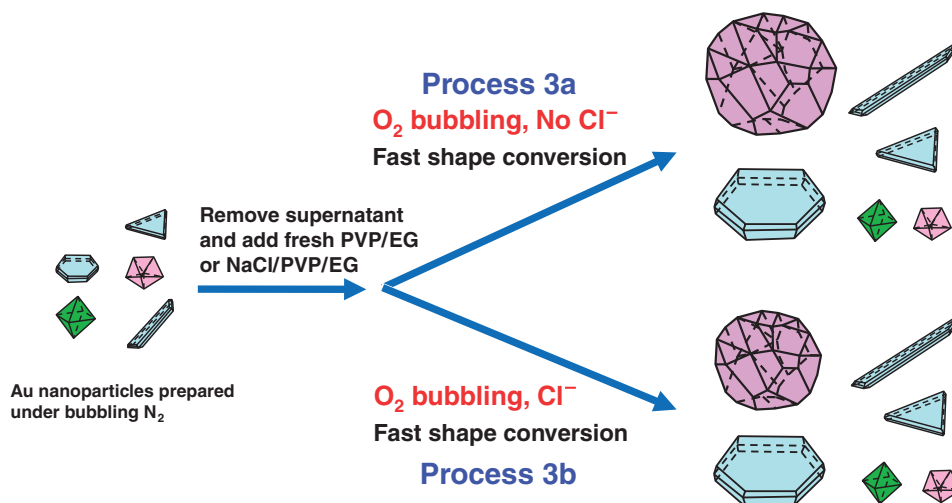 Process 3a
O₂ bubbling, No Cl⁻
Fast shape conversion
Remove supernatant
and add fresh PVP/EG
or NaCl/PVP/EG
Au nanoparticles prepared
under bubbling N₂
O₂ bubbling, Cl⁻
Fast shape conversion
Process 3b